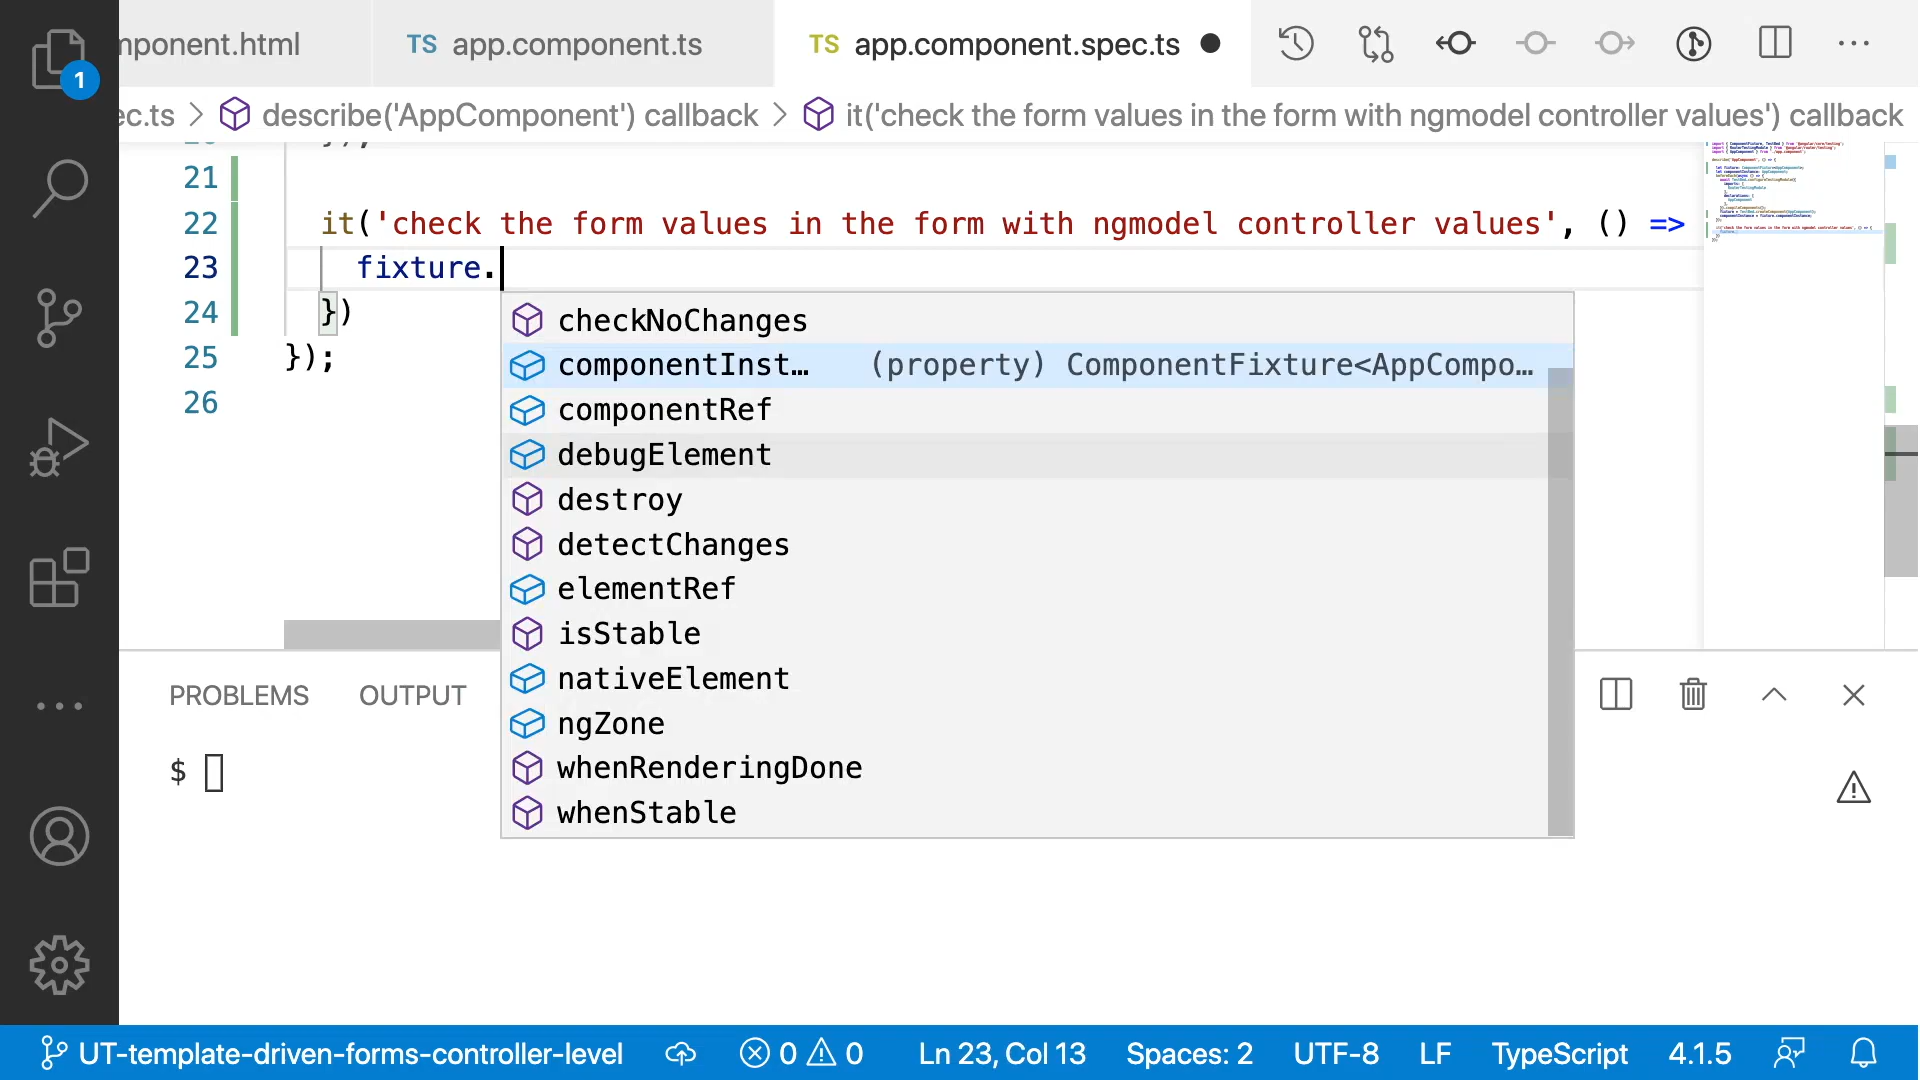 mponent.html
TS app.component.ts
TS app.component.spec.ts
ec.ts > describe('AppComponent') callback > it('check the form values in the form with ngmodel controller values') callback
21
22 it('check the form values in the form with ngmodel controller values', () =>
23 fixture.
24 })
25 });
26
checkNoChanges
componentInst… (property) ComponentFixture<AppCompo…
componentRef
debugElement
destroy
detectChanges
elementRef
isStable
nativeElement
ngZone
whenRenderingDone
whenStable
1
PROBLEMS OUTPUT
$
UT-template-driven-forms-controller-level 0 0 Ln 23, Col 13 Spaces: 2 UTF-8 LF TypeScript 4.1.5